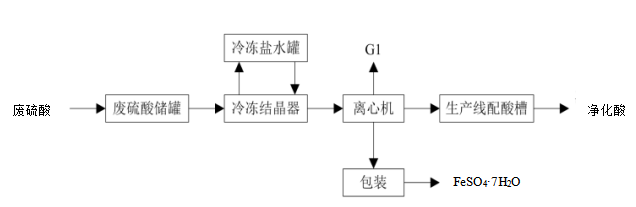 冷冻盐水罐
G1
废硫酸
废硫酸储罐
冷冻结晶器
离心机
生产线配酸槽
净化酸
包装
FeSO4·7H2O